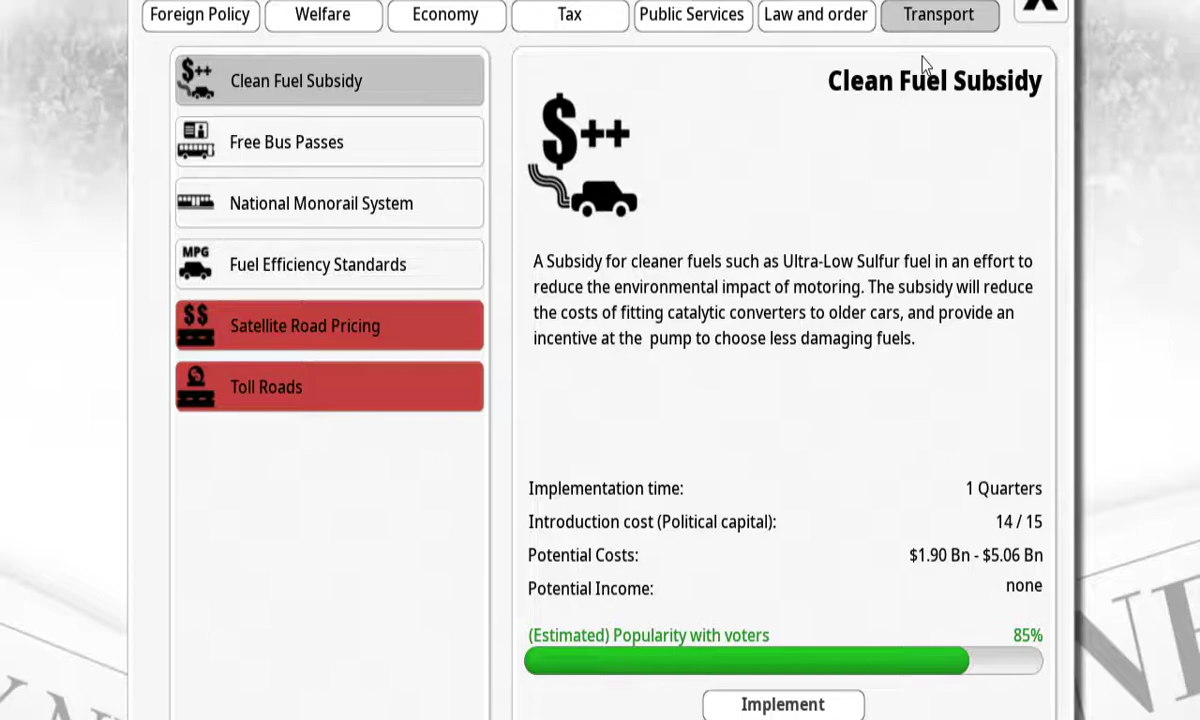 Foreign Policy
Welfare
Economy
Tax
Public Services
Law and order
Transport
X
$++
Clean Fuel Subsidy
Free Bus Passes
National Monorail System
MPG
Fuel Efficiency Standards
$$
Satellite Road Pricing
Toll Roads
Clean Fuel Subsidy
$++
A Subsidy for cleaner fuels such as Ultra-Low Sulfur fuel in an effort to
reduce the environmental impact of motoring. The subsidy will reduce
the costs of fitting catalytic converters to older cars, and provide an
incentive at the pump to choose less damaging fuels.
Implementation time: 1 Quarters
Introduction cost (Political capital): 14 / 15
Potential Costs: $1.90 Bn - $5.06 Bn
Potential Income: none
(Estimated) Popularity with voters 85%
Implement